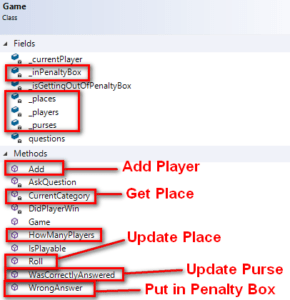 Game
Class
Fields
_currentPlayer
_inPenaltyBox
_isGettingOutOfPenaltyBox
_places
_players
_purses
questions
Methods
Add
Add Player
AskQuestion
CurrentCategory
Get Place
DidPlayerWin
Game
HowManyPlayers
IsPlayable
Update Place
Roll
WasCorrectlyAnswered
Update Purse
WrongAnswer
Put in Penalty Box